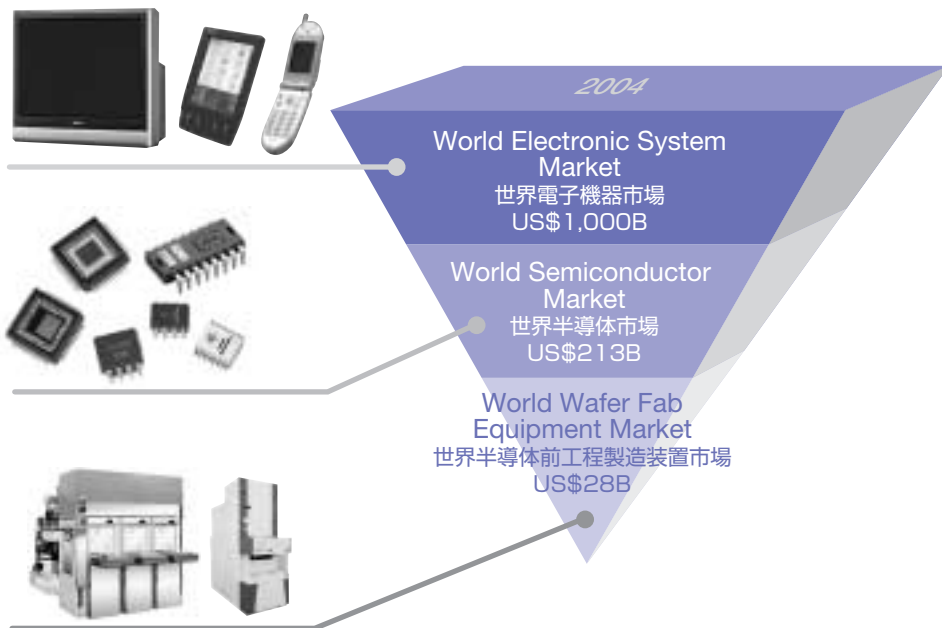 2004
World Electronic System
Market
世界電子機器市場
US$1,000B
World Semiconductor
Market
世界半導体市場
US$213B
World Wafer Fab
Equipment Market
世界半導体前工程製造装置市場
US$28B